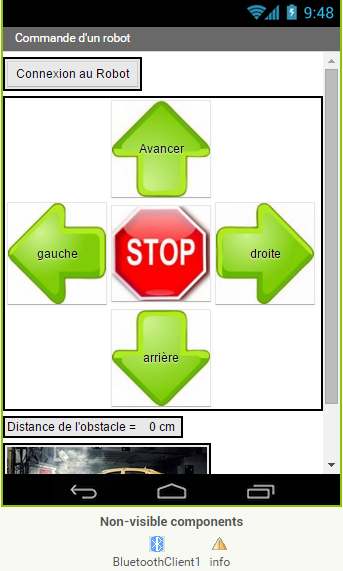 9:48
Commande d'un robot
Connexion au Robot
Avancer
gauche
STOP
droite
arrière
Distance de l'obstacle = 0 cm
Non-visible components
BluetoothClient1
info